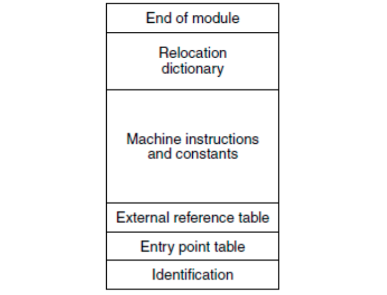 End of module
Relocation
dictionary
Machine instructions
and constants
External reference table
Entry point table
Identification